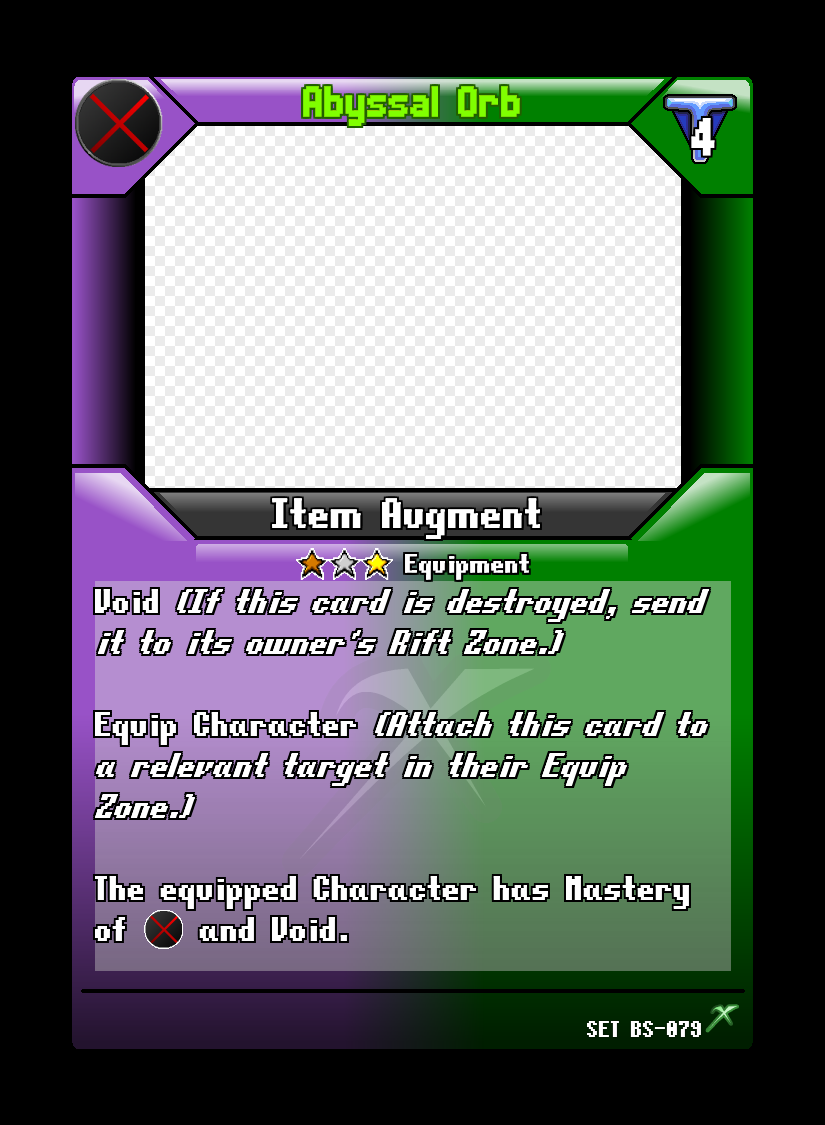 Abyssal Orb
4
Item Augment
Equipment
Void (If this card is destroyed, send
it to its owner's Rift Zone.)
Equip Character (Attach this card to
a relevant target in their Equip
Zone.)
The equipped Character has Mastery
of and Void.
SET BS-079